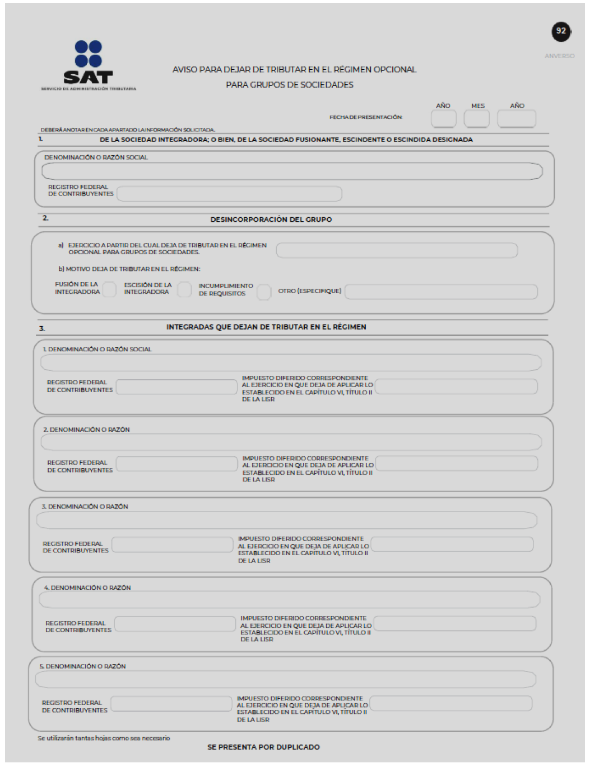 92
SAT
SERVICIO DE ADMINISTRACIÓN TRIBUTARIA
AVISO PARA DEJAR DE TRIBUTAR EN EL RÉGIMEN OPCIONAL
PARA GRUPOS DE SOCIEDADES
AÑO MES AÑO
FECHA DE PRESENTACIÓN
DEBERÁ ANOTAR EN CADA APARTADO LA INFORMACIÓN SOLICITADA.
1. DE LA SOCIEDAD INTEGRADORA; O BIEN, DE LA SOCIEDAD FUSIONANTE, ESCINDENTE O ESCINDIDA DESIGNADA
DENOMINACIÓN O RAZÓN SOCIAL
REGISTRO FEDERAL
DE CONTRIBUYENTES
2. DESINCORPORACIÓN DEL GRUPO
a) EJERCICIO A PARTIR DEL CUAL DEJA DE TRIBUTAR EN EL RÉGIMEN
OPCIONAL PARA GRUPOS DE SOCIEDADES.
b) MOTIVO DEJA DE TRIBUTAR EN EL RÉGIMEN:
FUSIÓN DE LA
INTEGRADORA
ESCISIÓN DE LA
INTEGRADORA
INCUMPLIMIENTO
DE REQUISITOS
OTRO (ESPECIFIQUE)
3. INTEGRADAS QUE DEJAN DE TRIBUTAR EN EL RÉGIMEN
1. DENOMINACIÓN O RAZÓN SOCIAL
REGISTRO FEDERAL
DE CONTRIBUYENTES
IMPUESTO DIFERIDO CORRESPONDIENTE
AL EJERCICIO EN QUE DEJA DE APLICAR LO
ESTABLECIDO EN EL CAPÍTULO VI, TÍTULO II
DE LA LISR
2. DENOMINACIÓN O RAZÓN
REGISTRO FEDERAL
DE CONTRIBUYENTES
IMPUESTO DIFERIDO CORRESPONDIENTE
AL EJERCICIO EN QUE DEJA DE APLICAR LO
ESTABLECIDO EN EL CAPÍTULO VI, TÍTULO II
DE LA LISR
3. DENOMINACIÓN O RAZÓN
REGISTRO FEDERAL
DE CONTRIBUYENTES
IMPUESTO DIFERIDO CORRESPONDIENTE
AL EJERCICIO EN QUE DEJA DE APLICAR LO
ESTABLECIDO EN EL CAPÍTULO VI, TÍTULO II
DE LA LISR
4. DENOMINACIÓN O RAZÓN
REGISTRO FEDERAL
DE CONTRIBUYENTES
IMPUESTO DIFERIDO CORRESPONDIENTE
AL EJERCICIO EN QUE DEJA DE APLICAR LO
ESTABLECIDO EN EL CAPÍTULO VI, TÍTULO II
DE LA LISR
5. DENOMINACIÓN O RAZÓN
REGISTRO FEDERAL
DE CONTRIBUYENTES
IMPUESTO DIFERIDO CORRESPONDIENTE
AL EJERCICIO EN QUE DEJA DE APLICAR LO
ESTABLECIDO EN EL CAPÍTULO VI, TÍTULO II
DE LA LISR
Se utilizarán tantas hojas como sea necesario
SE PRESENTA POR DUPLICADO